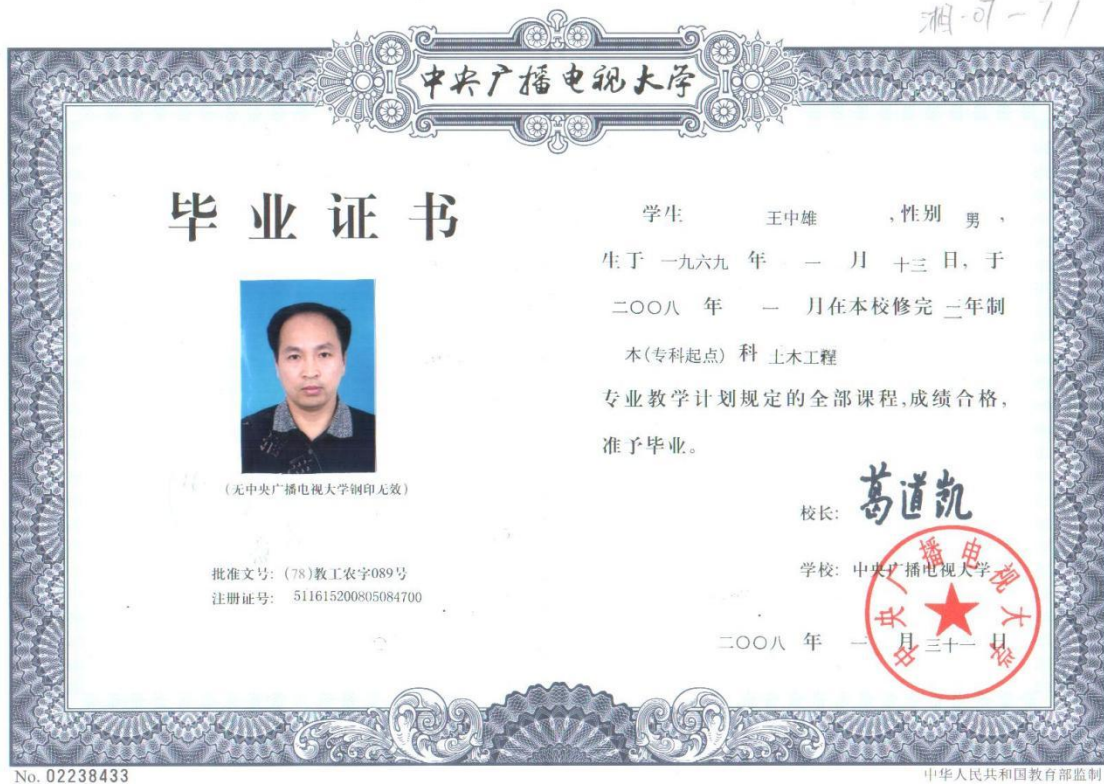 湘-07-11
中央广播电视大学
毕业证书
(无中央广播电视大学钢印无效)
批准文号: (78)教工农字089号
注册证号: 511615200805084700
学生 王中雄 ,性别 男 、
生于 一九六九 年 一 月 十三 日, 于
二〇〇八 年 一 月在本校修完 二年制
本(专科起点) 科 土木工程
专业教学计划规定的全部课程,成绩合格,
准予毕业。
校长: 葛道凯
学校: 中央广播电视大学
二〇〇八 年 一 月 三十一 日
中央广播电视大学
No. 02238433
中华人民共和国教育部监制